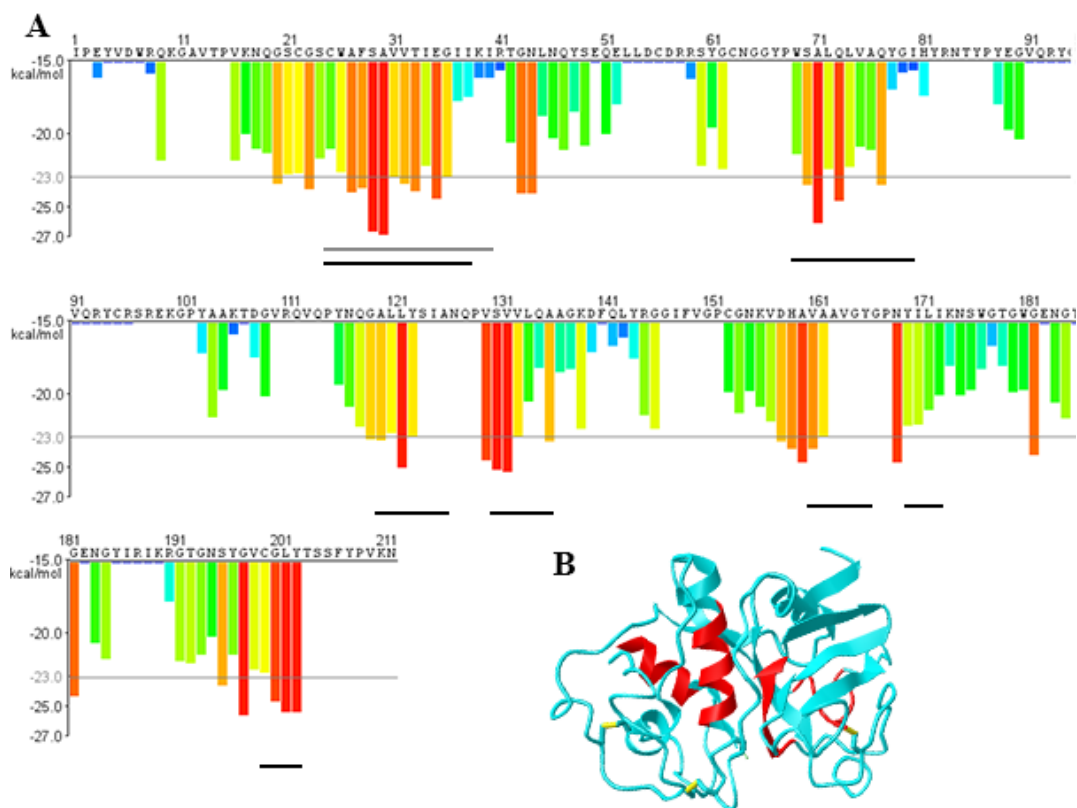 A
1 11 21 31 41 51 61 71 81 91
IPEYVDWRQKGAVTPVKNQGSCGSCWAFSAVVTIEGIIKIRTGNLNQYSEQELLDCDRRSYGCNGGYPWSALQLVAQYGIHYRNTYPYEGVQRYC
-15.0
kcal/mol
-20.0
-23.0
-25.0
-27.0
91 101 111 121 131 141 151 161 171 181
VQRYCRSREKGPYAAKTDGVRQVQPYNQGALLYSIANQPVSVVLQAAGKDFQLYRGGIFVGPCGNKVDHAVAAVGYGPNYILIKNSWGTGWGENGY
-15.0
kcal/mol
-20.0
-23.0
-25.0
-27.0
181 191 201 211
GENGYIRIKRGTGNSYGVCGLYTSSFYPVKN
-15.0
kcal/mol
-20.0
-23.0
-25.0
-27.0
B